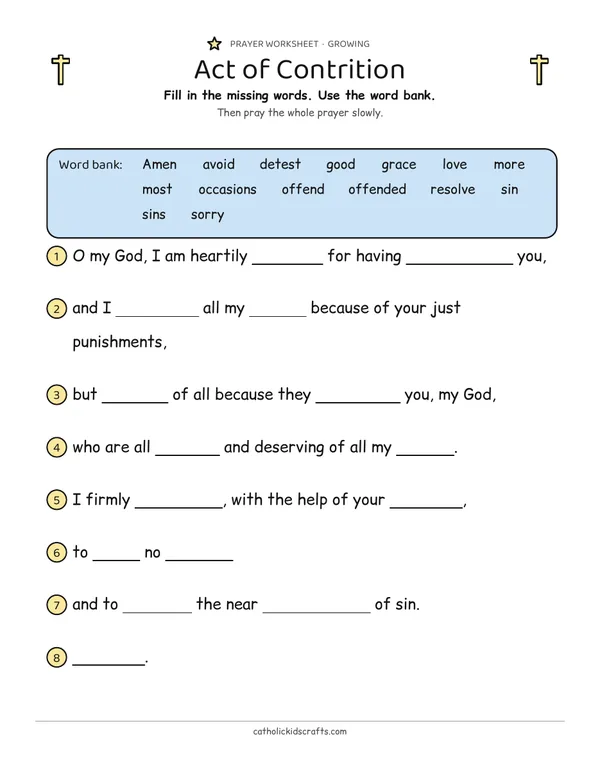 PRAYER WORKSHEET · GROWING
Act of Contrition
Fill in the missing words. Use the word bank.
Then pray the whole prayer slowly.
Word bank: Amen avoid detest good grace love more
most occasions offend offended resolve sin
sins sorry
1 O my God, I am heartily ________ for having ____________ you,
2 and I __________ all my _______ because of your just
punishments,
3 but ________ of all because they __________ you, my God,
4 who are all ________ and deserving of all my _______.
5 I firmly __________, with the help of your _________,
6 to ______ no ________
7 and to ________ the near _____________ of sin.
8 _________.
catholickidscrafts.com